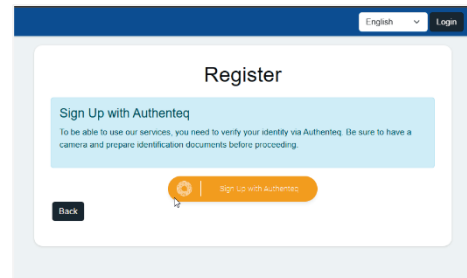 English
Login
Register
Sign Up with Authenteq
To be able to use our services, you need to verify your identity via Authenteq. Be sure to have a
camera and prepare identification documents before proceeding.
Sign Up with Authenteq
Back